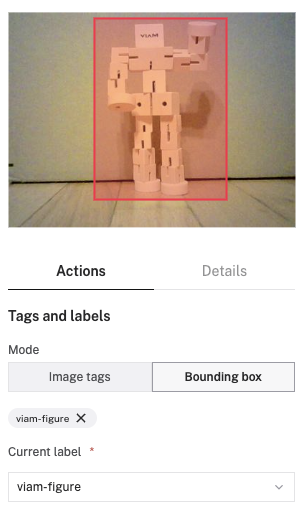 VIAM
Actions Details
Tags and labels
Mode
Image tags Bounding box
viam-figure
Current label *
viam-figure